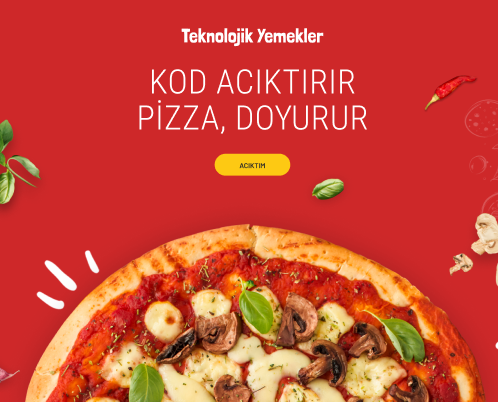 Teknolojik Yemekler
KOD ACIKTIRIR
PİZZA, DOYURUR
ACIKTIM